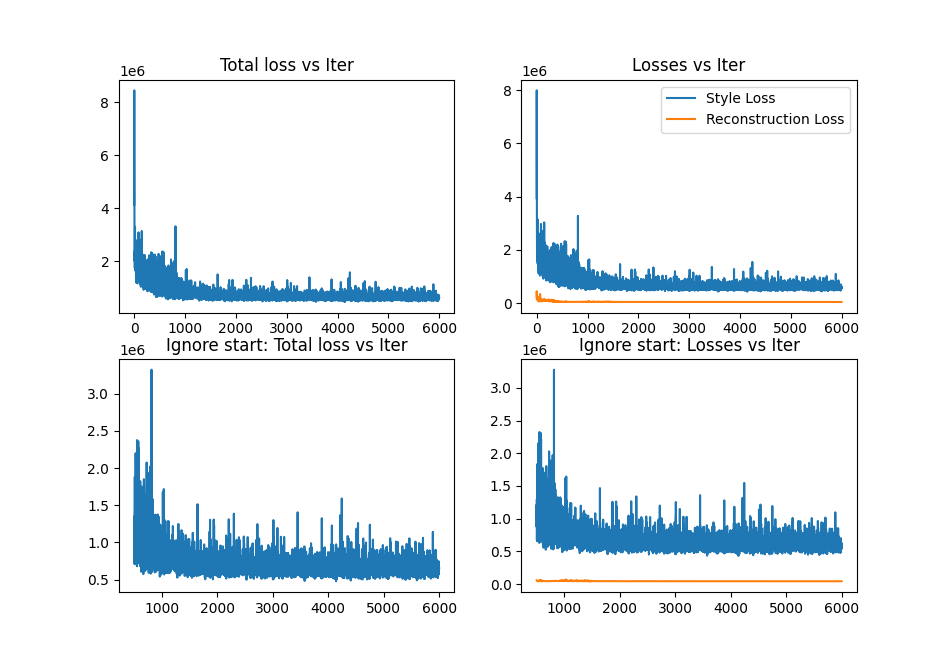 Total loss vs Iter
1e6
8
6
4
2
0 1000 2000 3000 4000 5000 6000
Losses vs Iter
1e6
Style Loss
Reconstruction Loss
8
6
4
2
0
0 1000 2000 3000 4000 5000 6000
Ignore start: Total loss vs Iter
1e6
3.0
2.5
2.0
1.5
1.0
0.5
1000 2000 3000 4000 5000 6000
Ignore start: Losses vs Iter
1e6
3.0
2.5
2.0
1.5
1.0
0.5
0.0
1000 2000 3000 4000 5000 6000